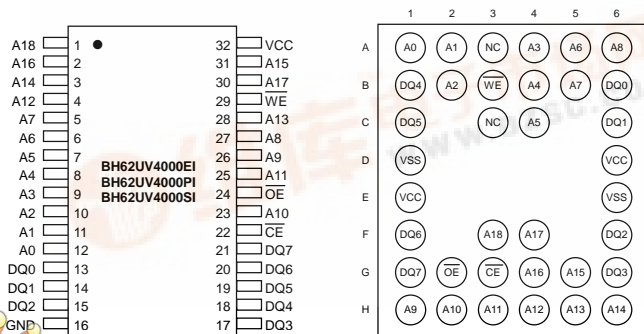 1 2 3 4 5 6
A18 1 32 VCC
A16 2 31 A15
A14 3 30 A17
A12 4 29 WE
A7 5 28 A13
A6 6 27 A8
A5 7 26 A9
A4 8 25 A11
A3 9 24 OE
A2 10 23 A10
A1 11 22 CE
A0 12 21 DQ7
DQ0 13 20 DQ6
DQ1 14 19 DQ5
DQ2 15 18 DQ4
GND 16 17 DQ3
BH62UV4000EI
BH62UV4000PI
BH62UV4000SI
A A0 A1 NC A3 A6 A8
B DQ4 A2 WE A4 A7 DQ0
C DQ5 NC A5 DQ1
D VSS VCC
E VCC VSS
F DQ6 A18 A17 DQ2
G DQ7 OE CE A16 A15 DQ3
H A9 A10 A11 A12 A13 A14